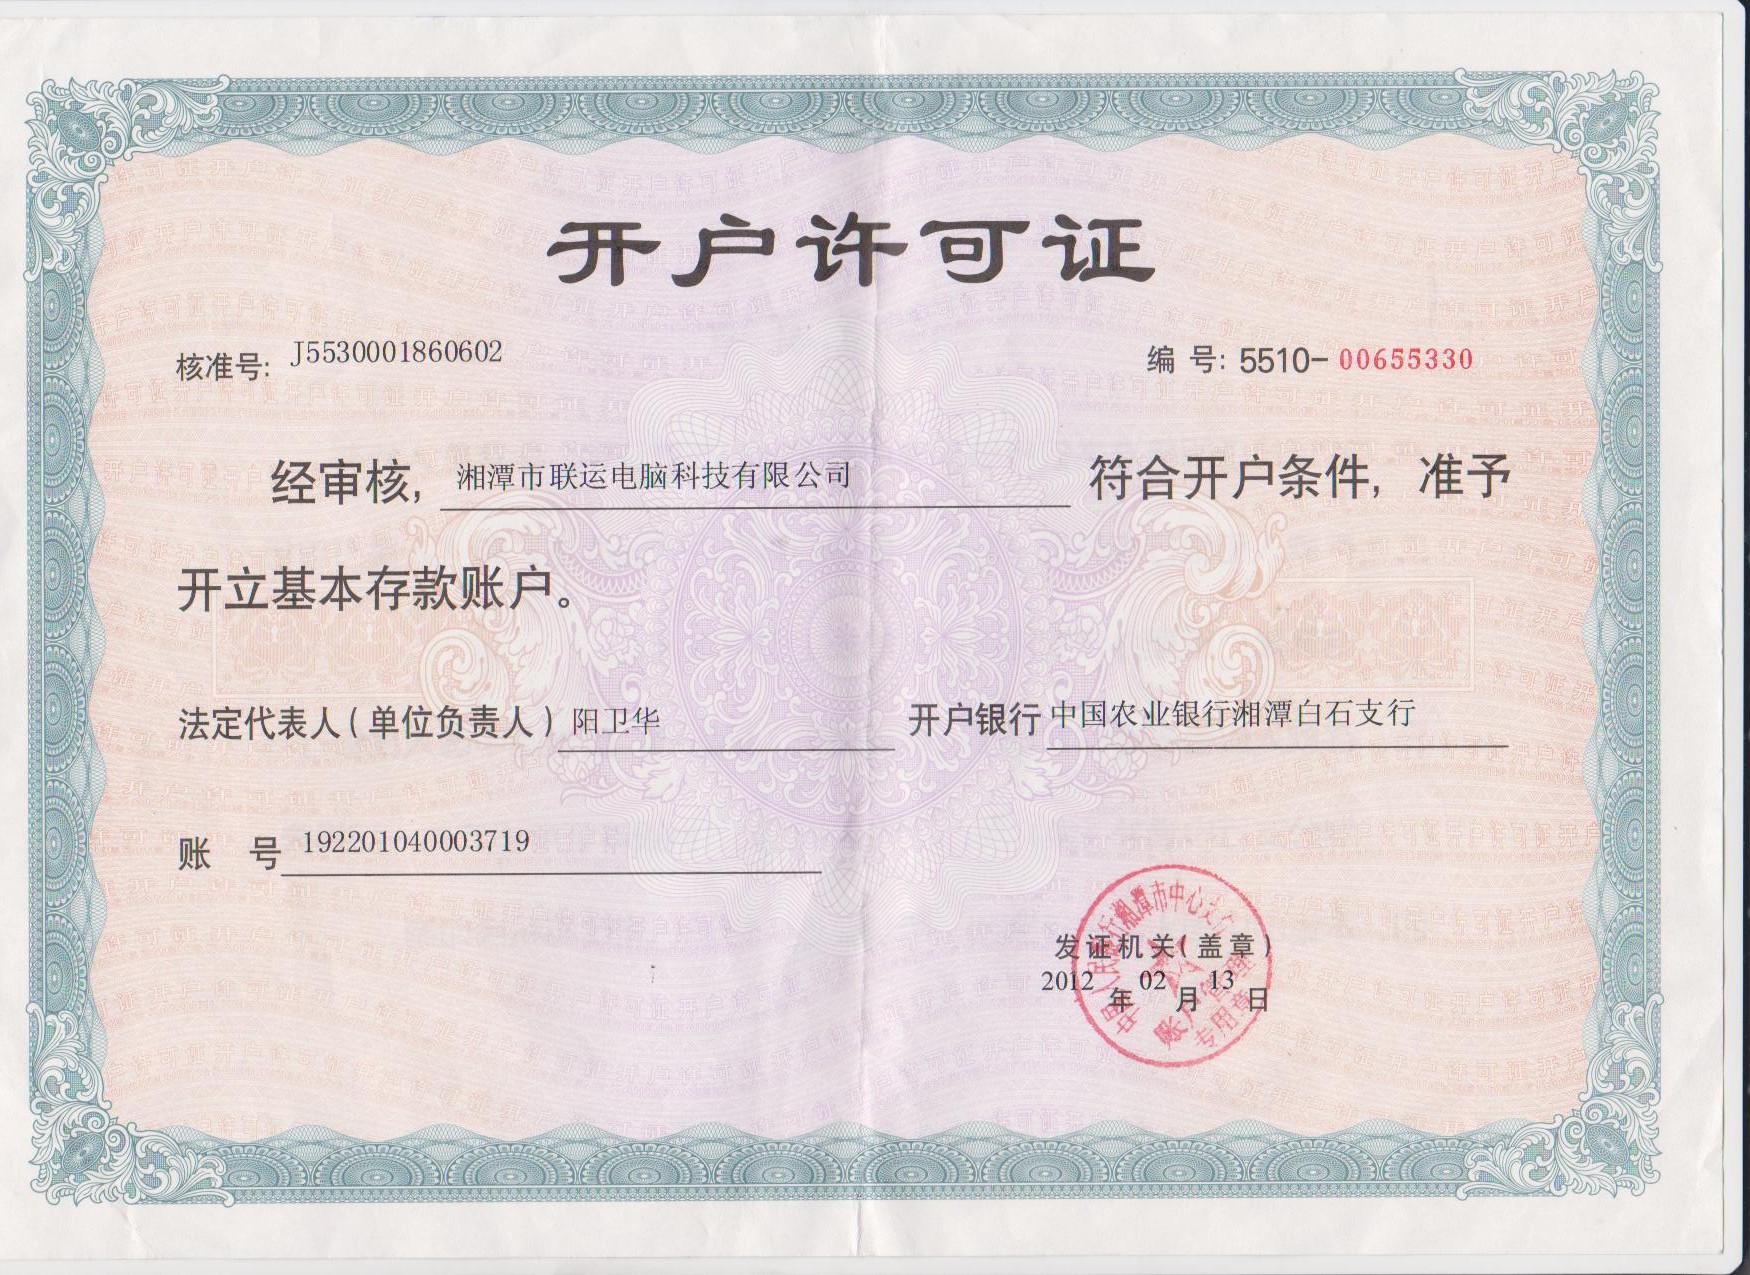 开户许可证
核准号: J5530001860602
编 号: 5510-00655330
经审核, 湘潭市联运电脑科技有限公司 符合开户条件, 准予
开立基本存款账户。
法定代表人(单位负责人) 阳卫华 开户银行 中国农业银行湘潭白石支行
账 号 192201040003719
发证机关(盖章)
2012 年 02 月 13 日
中国人民银行湘潭市中心支行
账户管理
专用章